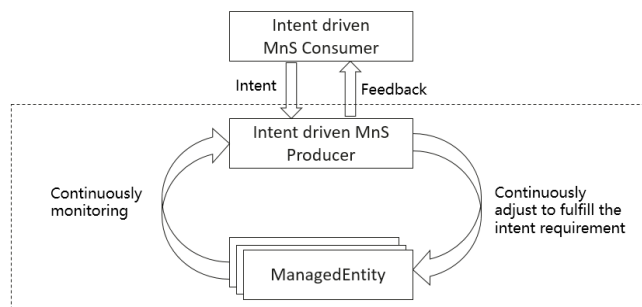 Intent driven
MnS Consumer
Intent
Feedback
Intent driven MnS
Producer
Continuously
monitoring
Continuously
adjust to fulfill the
intent requirement
ManagedEntity